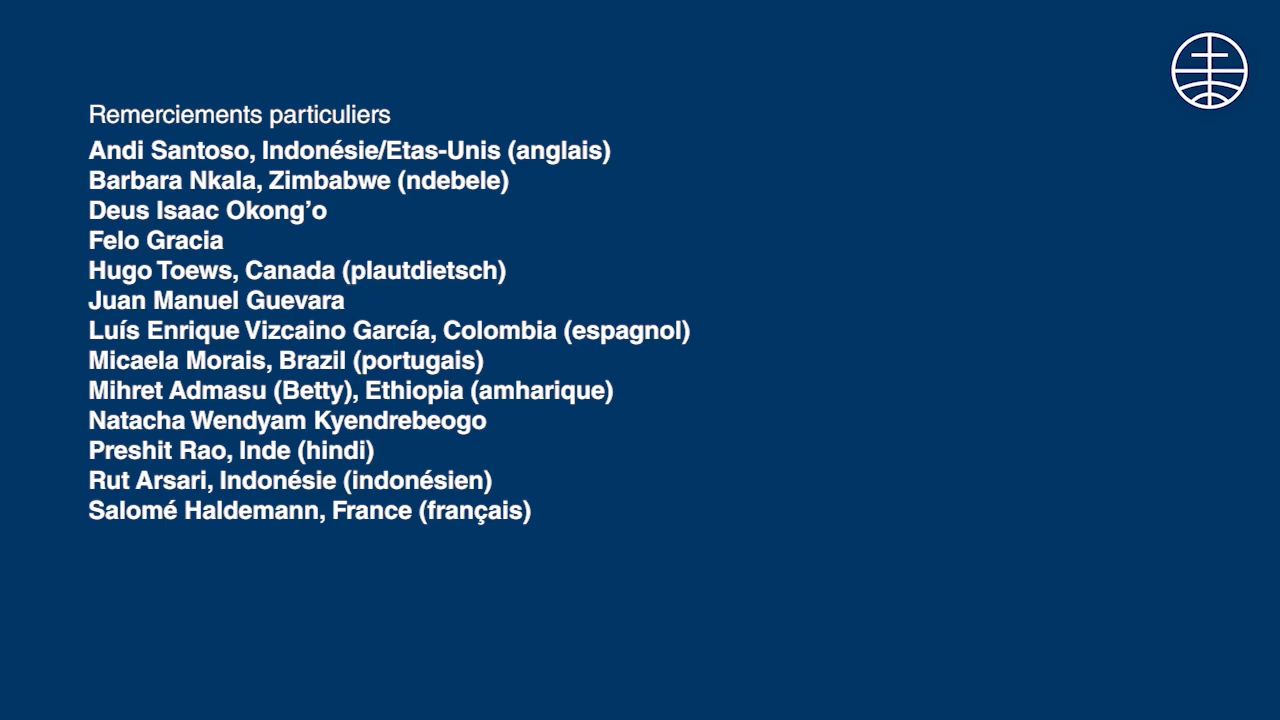 Remerciements particuliers
Andi Santoso, Indonésie/Etas-Unis (anglais)
Barbara Nkala, Zimbabwe (ndebele)
Deus Isaac Okong’o
Felo Gracia
Hugo Toews, Canada (plautdietsch)
Juan Manuel Guevara
Luís Enrique Vizcaino García, Colombia (espagnol)
Micaela Morais, Brazil (portugais)
Mihret Admasu (Betty), Ethiopia (amharique)
Natacha Wendyam Kyendrebeogo
Preshit Rao, Inde (hindi)
Rut Arsari, Indonésie (indonésien)
Salomé Haldemann, France (français)